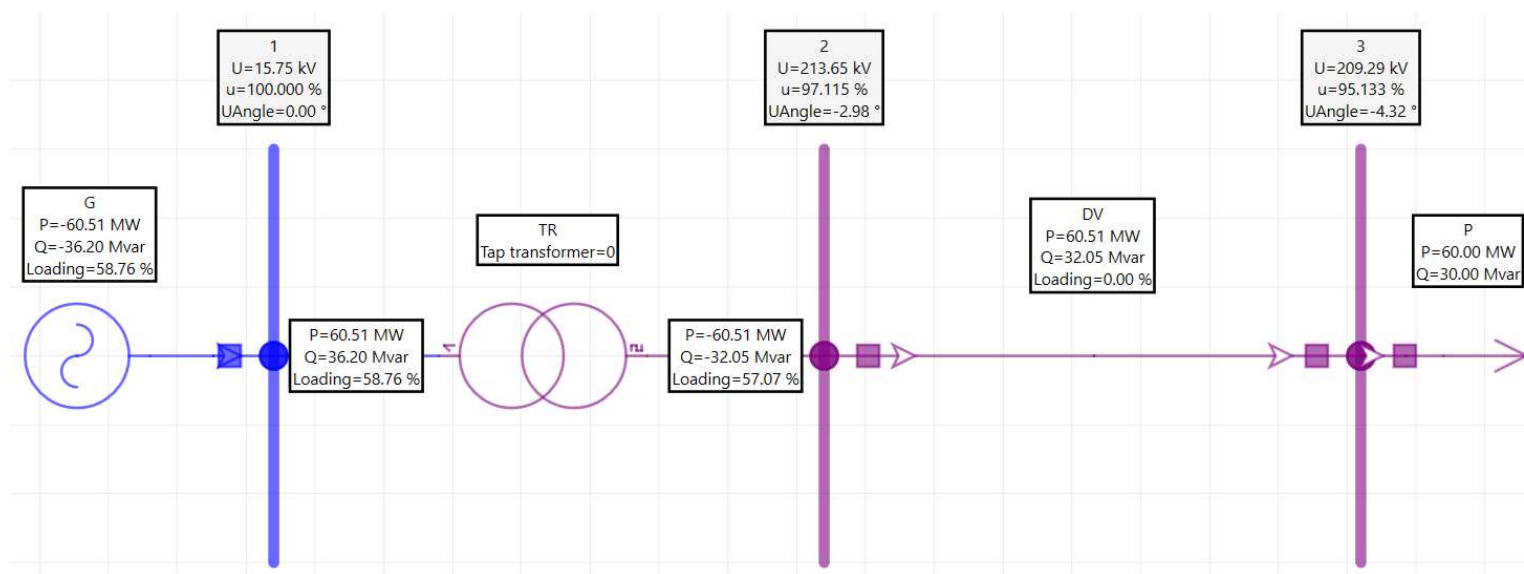 1
U=15.75 kV
u=100.000 %
UAngle=0.00 °
2
U=213.65 kV
u=97.115 %
UAngle=-2.98 °
3
U=209.29 kV
u=95.133 %
UAngle=-4.32 °
G
P=-60.51 MW
Q=-36.20 Mvar
Loading=58.76 %
TR
Tap transformer=0
DV
P=60.51 MW
Q=32.05 Mvar
Loading=0.00 %
P
P=60.00 MW
Q=30.00 Mvar
P=60.51 MW
Q=36.20 Mvar
Loading=58.76 %
1
2
P=-60.51 MW
Q=-32.05 Mvar
Loading=57.07 %